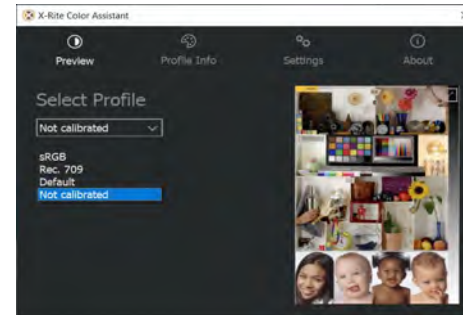 X-Rite Color Assistant
Preview
Profile Info
Settings
About
Select Profile
Not calibrated
sRGB
Rec. 709
Default
Not calibrated